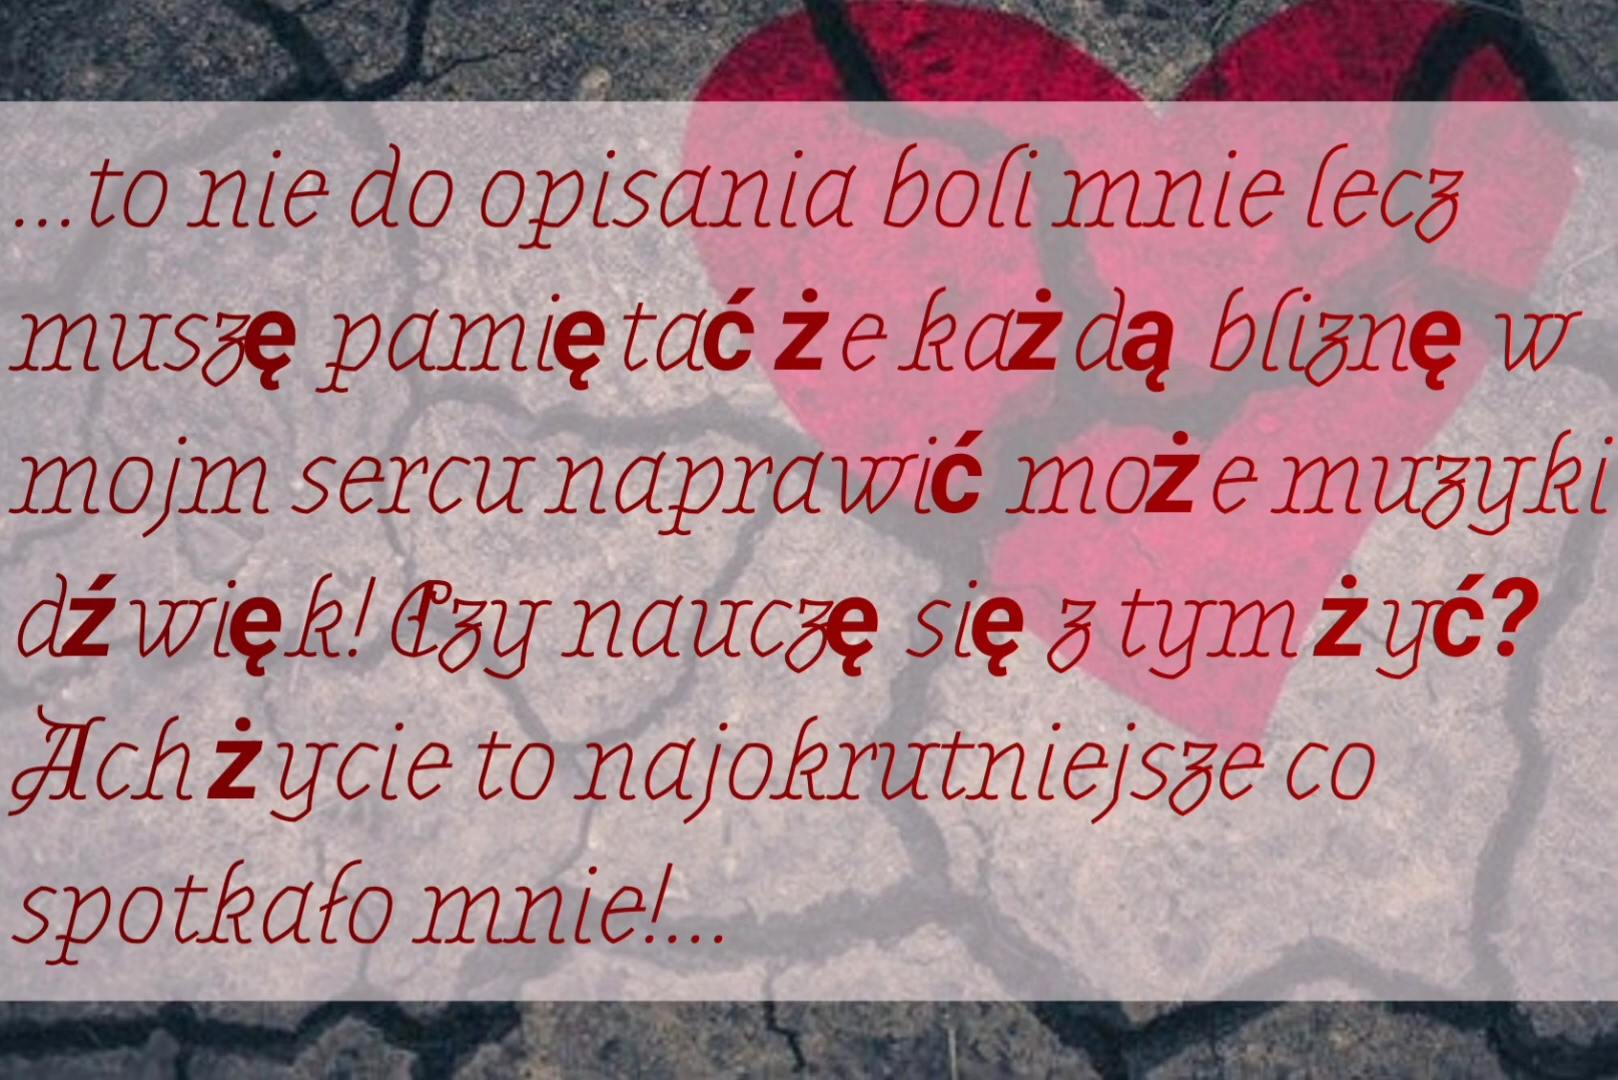 ...to nie do opisania boli mnie lecz
muszę pamiętać że każdą bliznę w
mojm sercu naprawić może muzyki
dźwięk! Czy nauczę się z tym żyć?
Ach życie to najokrutniejsze co
spotkało mnie!...